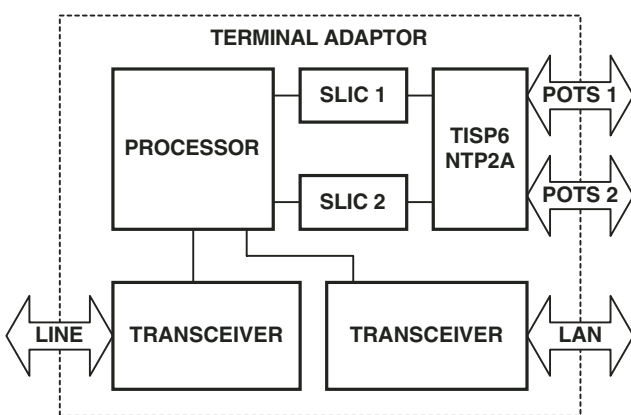 TERMINAL ADAPTOR
PROCESSOR
SLIC 1
SLIC 2
TISP6
NTP2A
POTS 1
POTS 2
LINE
TRANSCEIVER
TRANSCEIVER
LAN